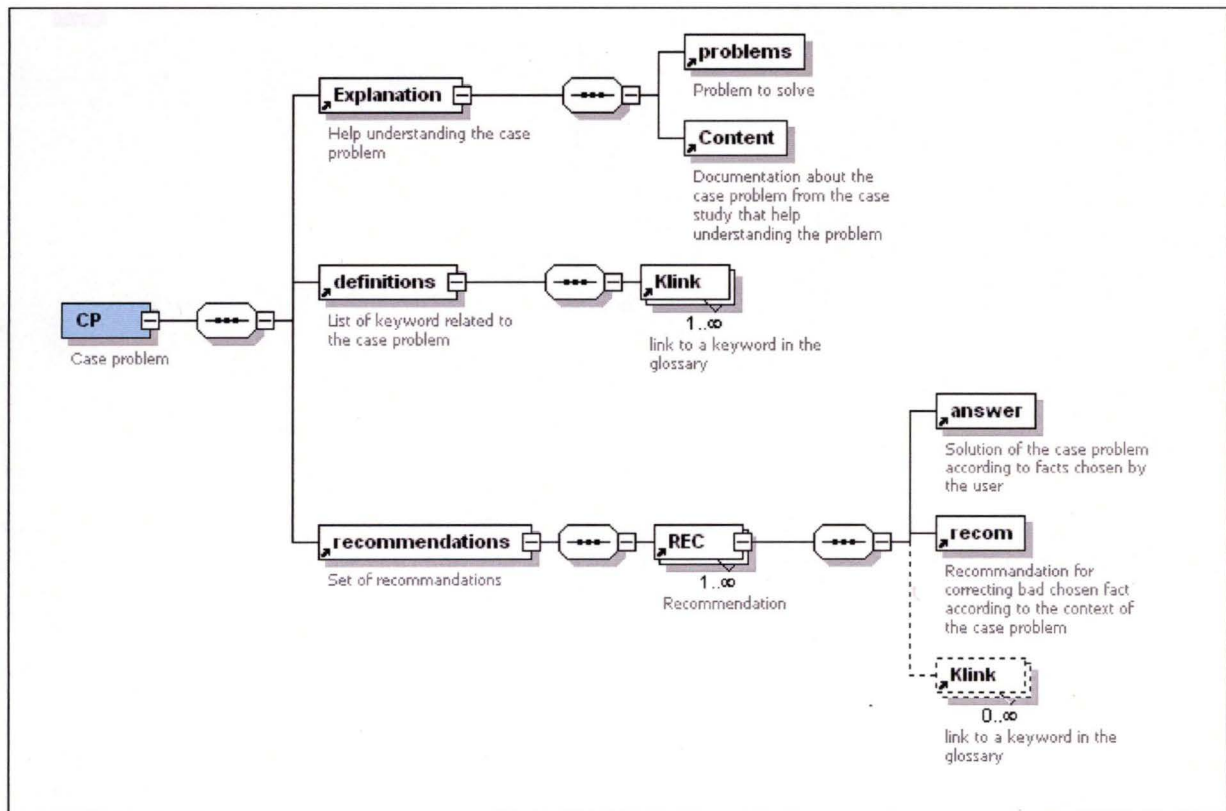 problems
Problem to solve
Explanation
Help understanding the case
problem
Content
Documentation about the
case problem from the case
study that help
understanding the problem
definitions
List of keyword related to
the case problem
Klink
1..∞
link to a keyword in the
glossary
CP
Case problem
answer
Solution of the case problem
according to facts chosen by
the user
recommendations
Set of recommandations
REC
1..∞
Recommendation
recom
Recommandation for
correcting bad chosen fact
according to the context of
the case problem
Klink
0..∞
link to a keyword in the
glossary